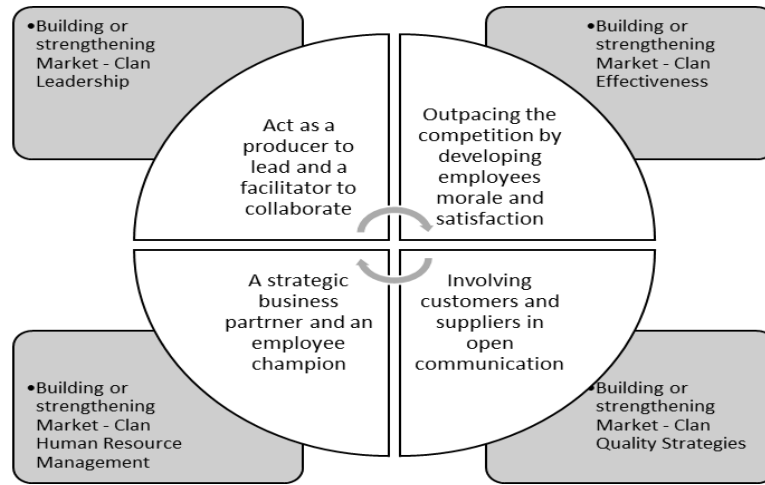 •Building or
strengthening
Market - Clan
Leadership
•Building or
strengthening
Market - Clan
Effectiveness
Act as a
producer to
lead and a
facilitator to
collaborate
Outpacing the
competition by
developing
employees
morale and
satisfaction
A strategic
business
partrner and an
employee
champion
Involving
customers and
suppliers in
open
communication
•Building or
strengthening
Market - Clan
Human Resource
Management
•Building or
strengthening
Market - Clan
Quality Strategies